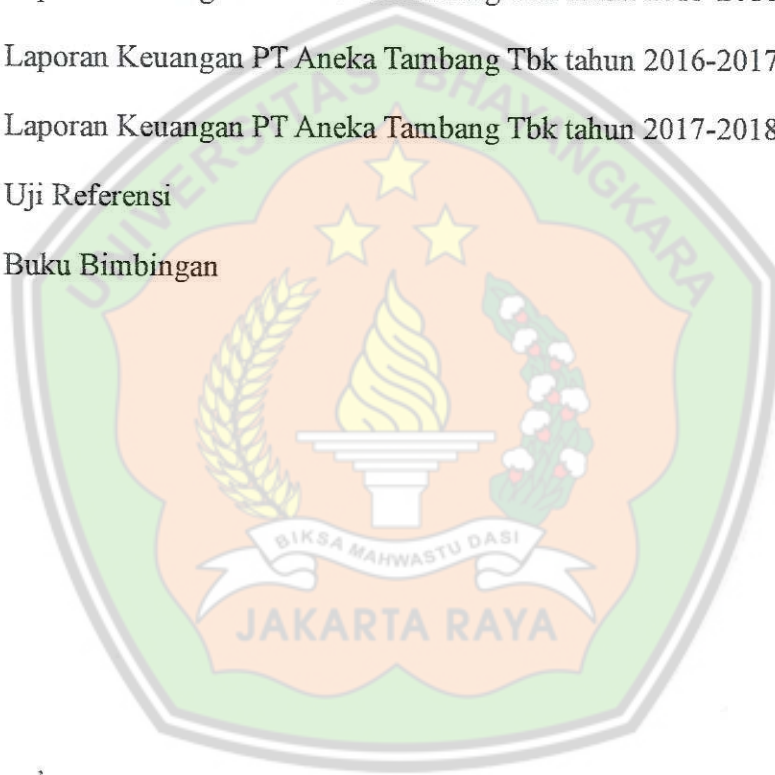 Laporan Keuangan PT Aneka Tambang Tbk tahun 2016-2017
Laporan Keuangan PT Aneka Tambang Tbk tahun 2017-2018
Uji Referensi
Buku Bimbingan
UNIVERSITAS BHAYANGKARA
BIKSA MAHWASTU DASI
JAKARTA RAYA